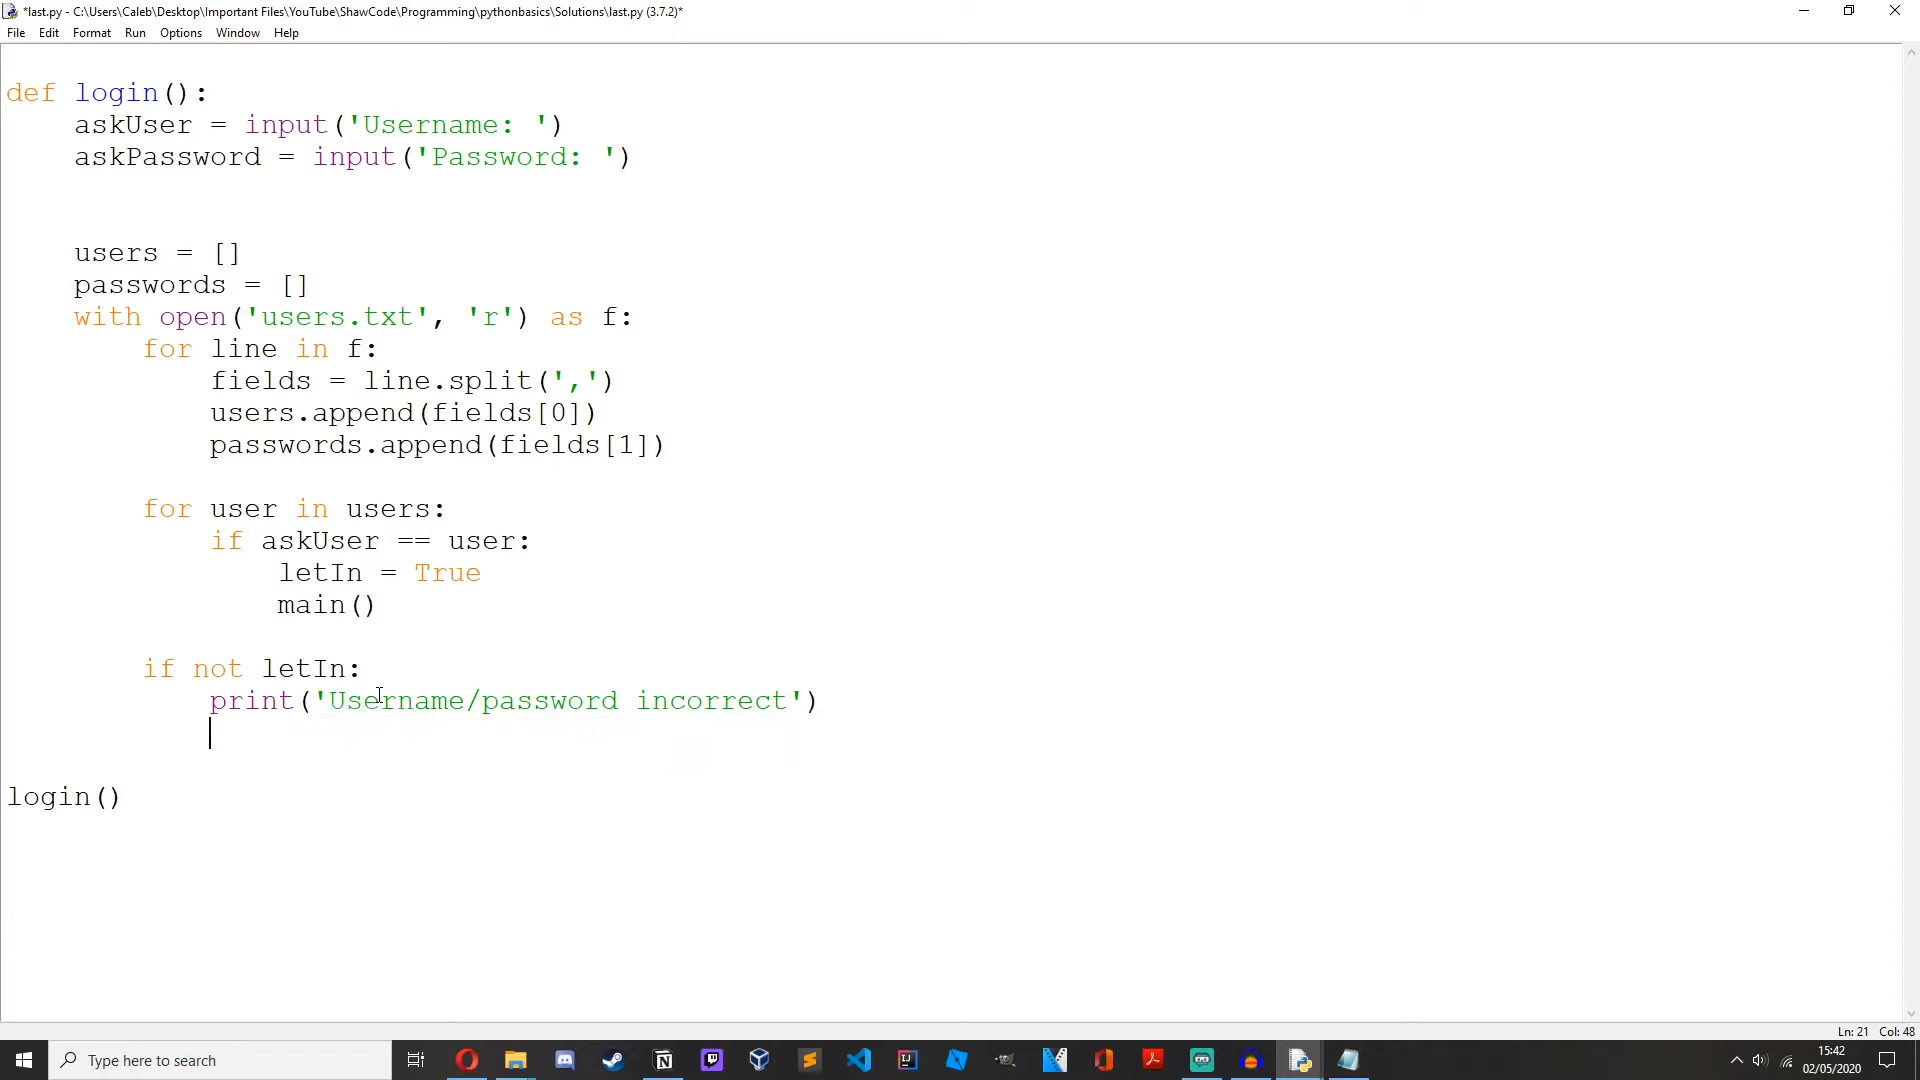 *last.py - C:\Users\Caleb\Desktop\Important Files\YouTube\ShawCode\Programming\pythonbasics\Solutions\last.py (3.7.2)*
File Edit Format Run Options Window Help
def login():
    askUser = input('Username: ')
    askPassword = input('Password: ')
    users = []
    passwords = []
    with open('users.txt', 'r') as f:
        for line in f:
            fields = line.split(',')
            users.append(fields[0])
            passwords.append(fields[1])
        for user in users:
            if askUser == user:
                letIn = True
                main()
        if not letIn:
            print('Username/password incorrect')
login()
Ln: 21 Col: 48
Type here to search
15:42
02/05/2020